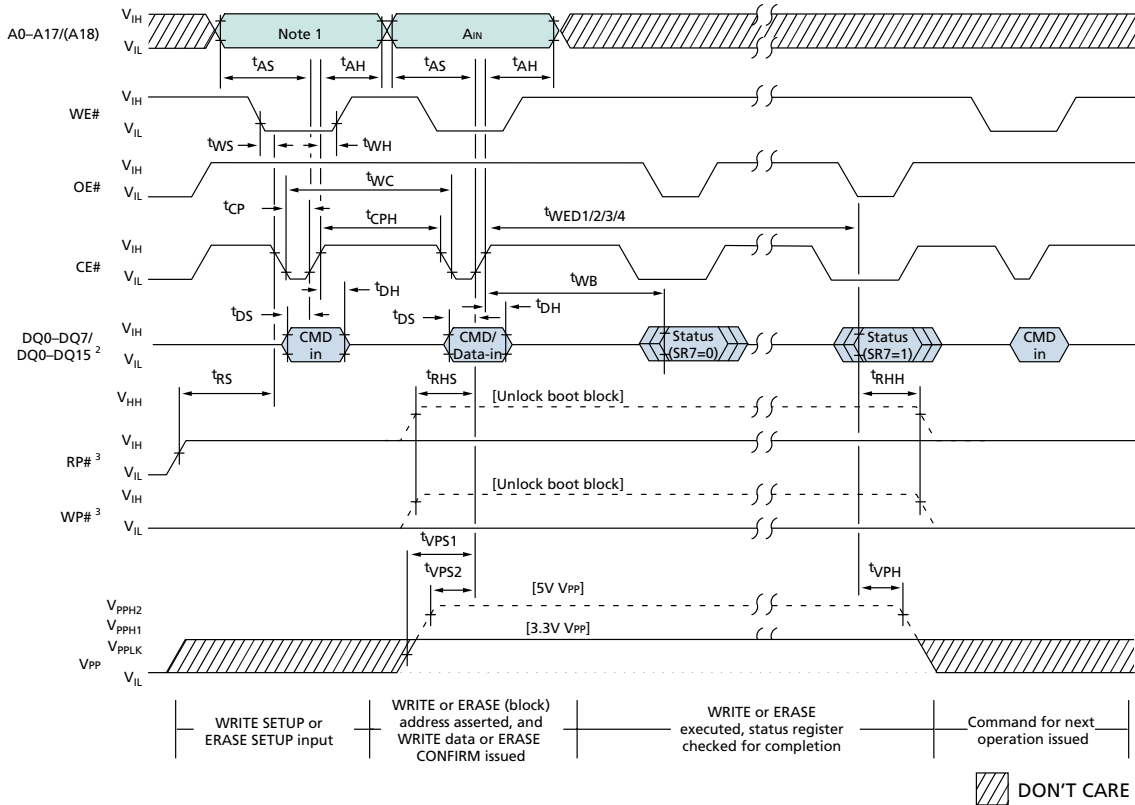 VIH
A0–A17/(A18)
VIL
Note 1
AIN
tAS
tAH
tAS
tAH
VIH
WE#
VIL
tWS
tWH
VIH
OE#
VIL
tWC
tCP
tCPH
tWED1/2/3/4
VIH
CE#
VIL
tWB
tDH
tDS
tDH
tDS
VIH
DQ0–DQ7/
DQ0–DQ15 2
VIL
CMD
in
CMD/
Data-in
Status
(SR7=0)
Status
(SR7=1)
CMD
in
tRS
tRHS
tRHH
VHH
[Unlock boot block]
VIH
RP# 3
VIL
VIH
[Unlock boot block]
WP# 3
VIL
tVPS1
tVPS2
tVPH
[5V VPP]
VPPH2
VPPH1
[3.3V VPP]
VPPLK
VPP
VIL
WRITE SETUP or
ERASE SETUP input
WRITE or ERASE (block)
address asserted, and
WRITE data or ERASE
CONFIRM issued
WRITE or ERASE
executed, status register
checked for completion
Command for next
operation issued
DON'T CARE